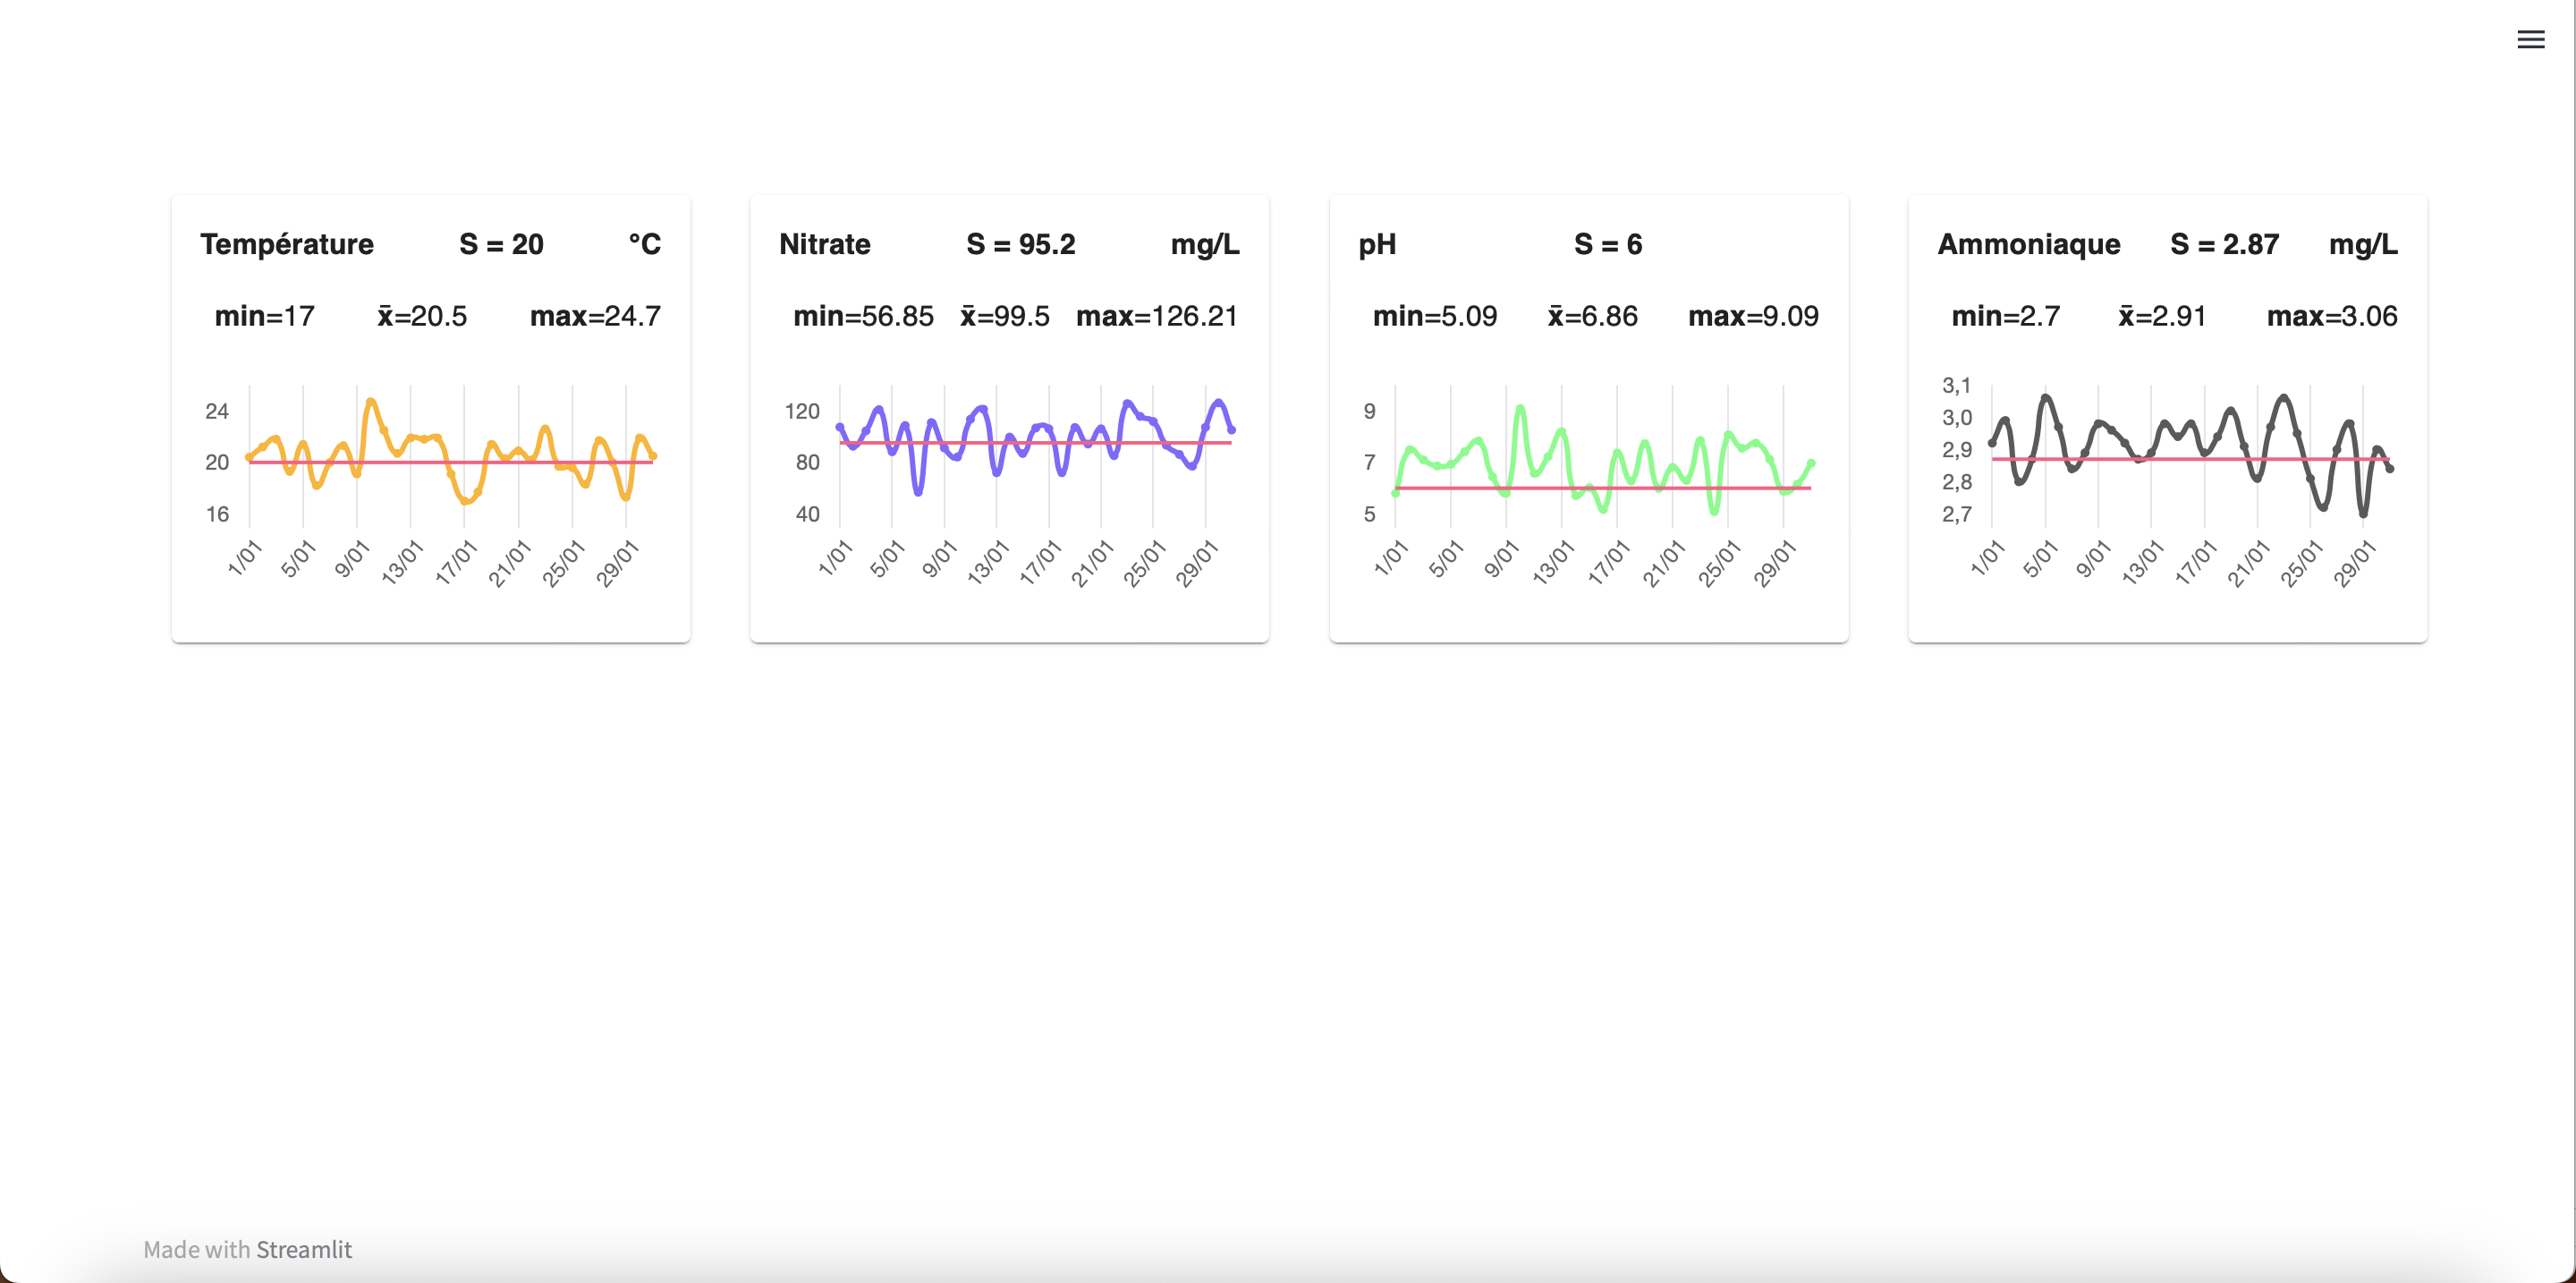 Température S = 20 °C
min=17 x̄=20.5 max=24.7
24
20
16
1/01 5/01 9/01 13/01 17/01 21/01 25/01 29/01
Nitrate S = 95.2 mg/L
min=56.85 x̄=99.5 max=126.21
120
80
40
1/01 5/01 9/01 13/01 17/01 21/01 25/01 29/01
pH S = 6
min=5.09 x̄=6.86 max=9.09
9
7
5
1/01 5/01 9/01 13/01 17/01 21/01 25/01 29/01
Ammoniaque S = 2.87 mg/L
min=2.7 x̄=2.91 max=3.06
3,1
3,0
2,9
2,8
2,7
1/01 5/01 9/01 13/01 17/01 21/01 25/01 29/01
Made with Streamlit